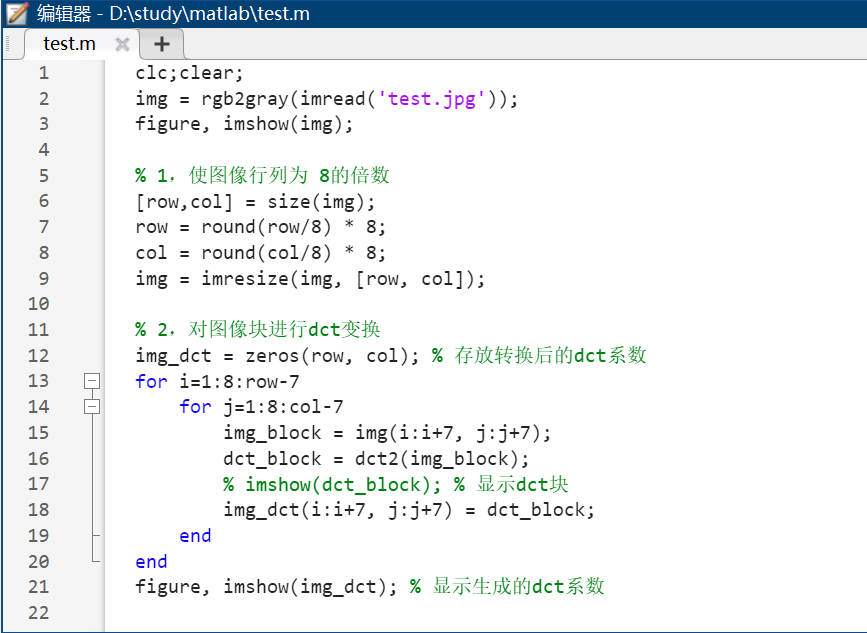 编辑器 - D:\study\matlab\test.m
test.m
1 clc;clear;
2 img = rgb2gray(imread('test.jpg'));
3 figure, imshow(img);
4
5 % 1，使图像行列为 8的倍数
6 [row,col] = size(img);
7 row = round(row/8) * 8;
8 col = round(col/8) * 8;
9 img = imresize(img, [row, col]);
10
11 % 2，对图像块进行dct变换
12 img_dct = zeros(row, col); % 存放转换后的dct系数
13 for i=1:8:row-7
14     for j=1:8:col-7
15         img_block = img(i:i+7, j:j+7);
16         dct_block = dct2(img_block);
17         % imshow(dct_block); % 显示dct块
18         img_dct(i:i+7, j:j+7) = dct_block;
19     end
20 end
21 figure, imshow(img_dct); % 显示生成的dct系数
22